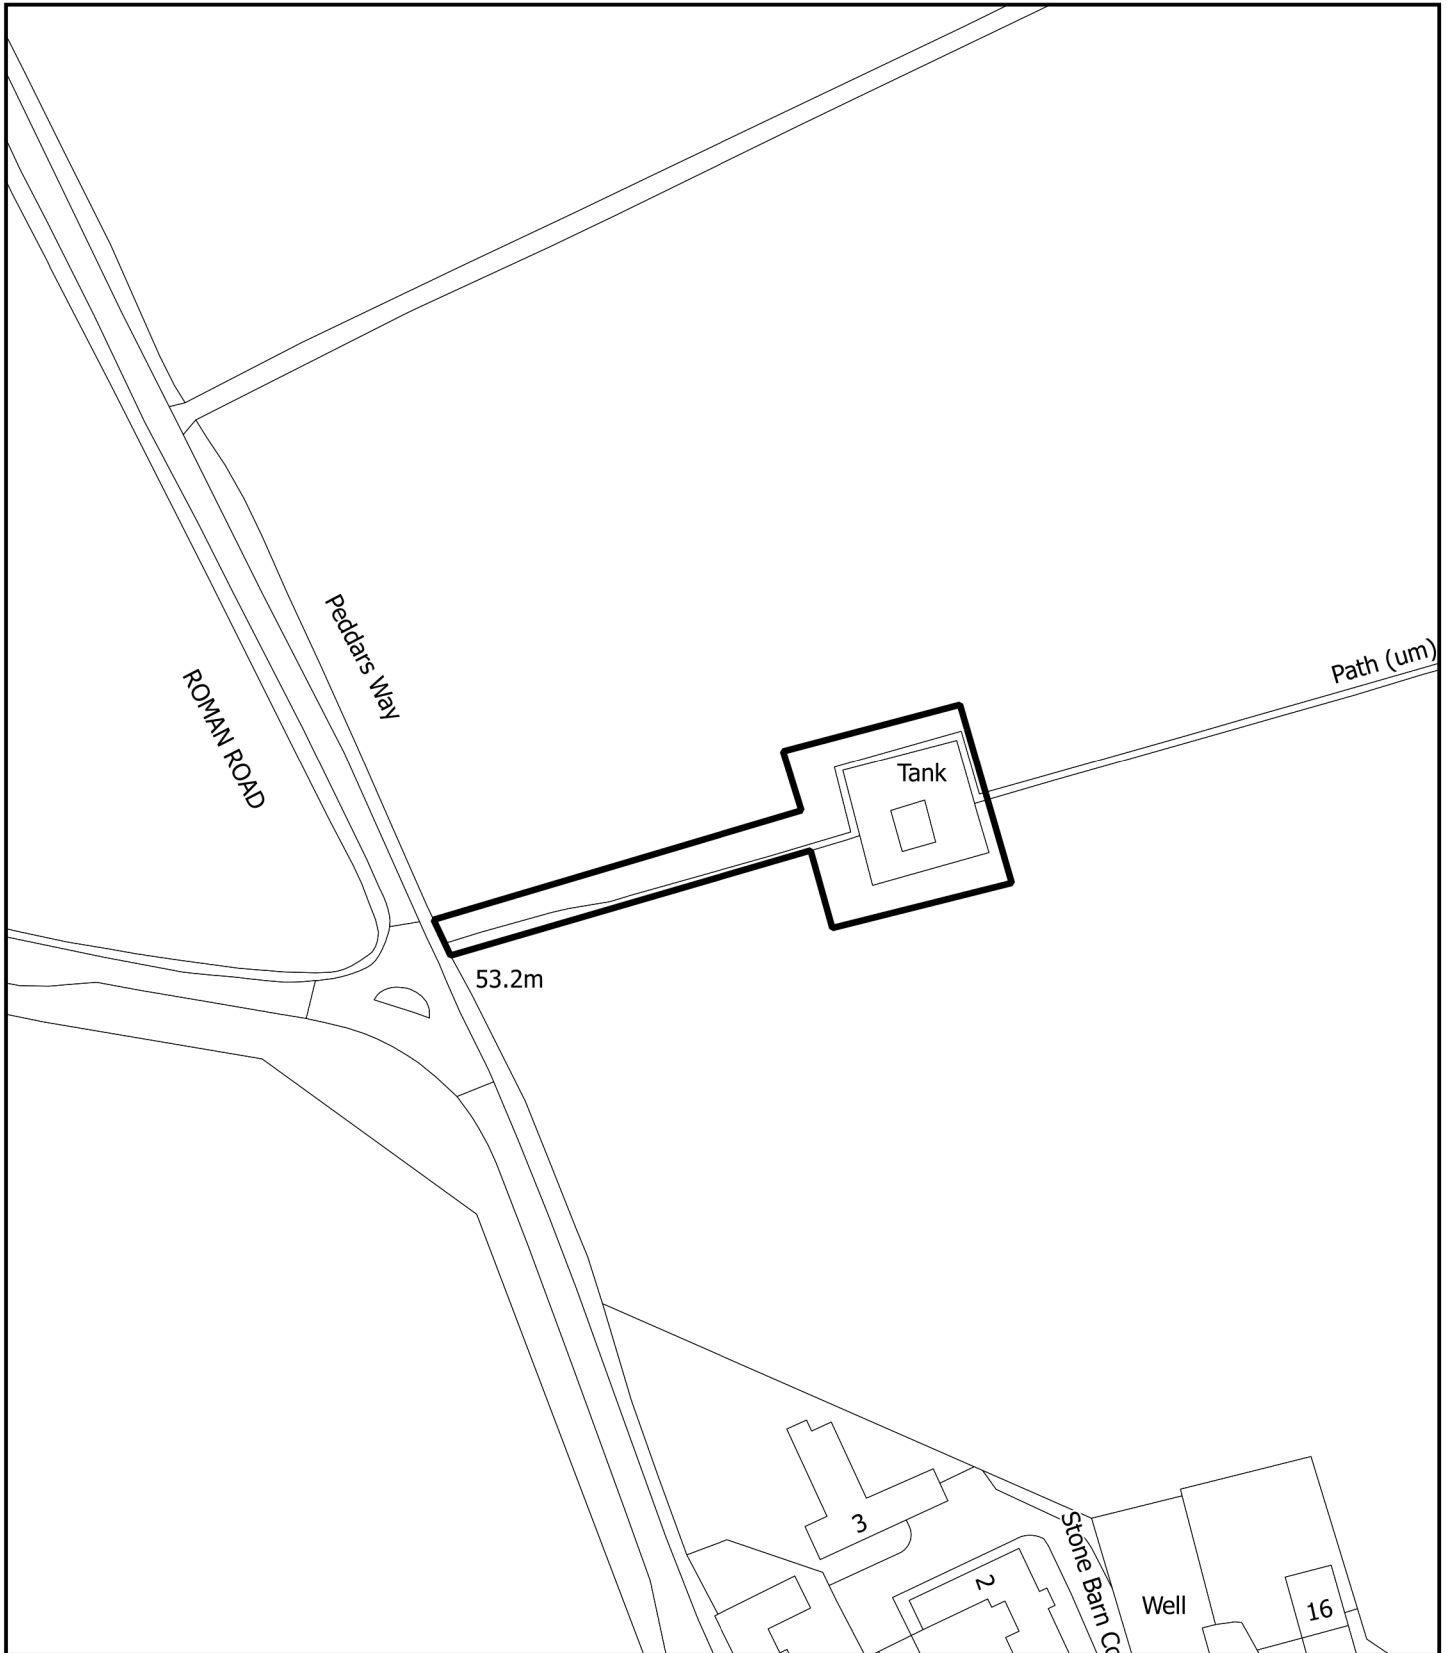 Peddars Way
ROMAN ROAD
Path (um)
Tank
53.2m
3
2
Stone Barn Co
Well
16